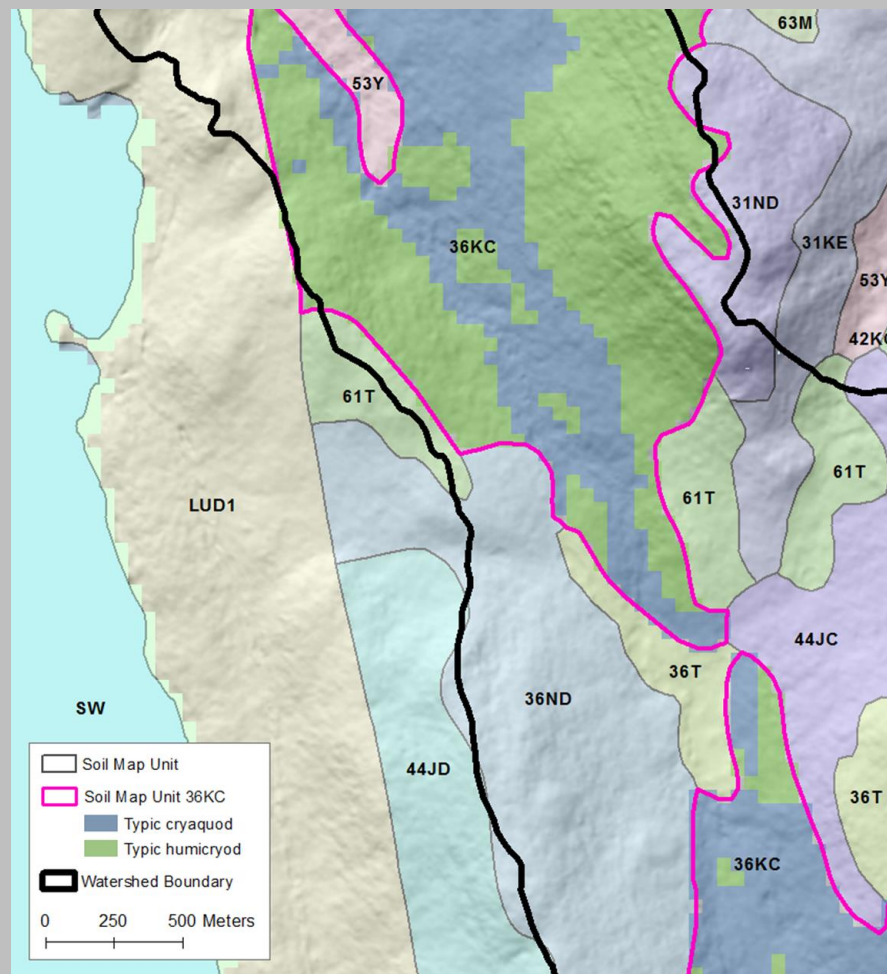 63M
53Y
31ND
36KC
31KE
53Y
42KC
61T
61T
61T
LUD1
44JC
36T
SW
36ND
44JD
36T
36KC
Soil Map Unit
Soil Map Unit 36KC
Typic cryaquod
Typic humicryod
Watershed Boundary
0 250 500 Meters